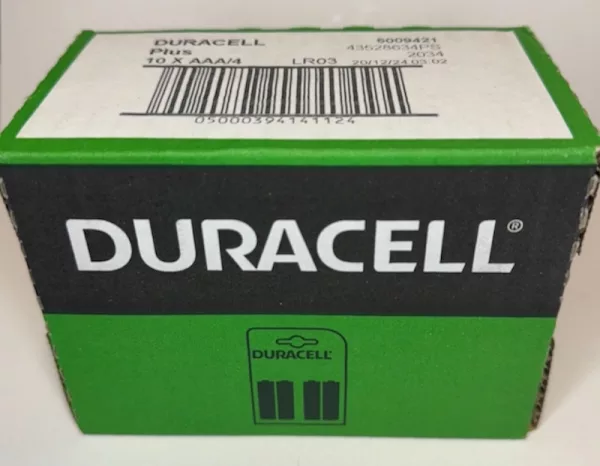 DURACELL
Plus
10 X AAA/4
LR03
6009421
43528634PS
2034
20/12/24 03:02
05000394141124
DURACELL®
DURACELL